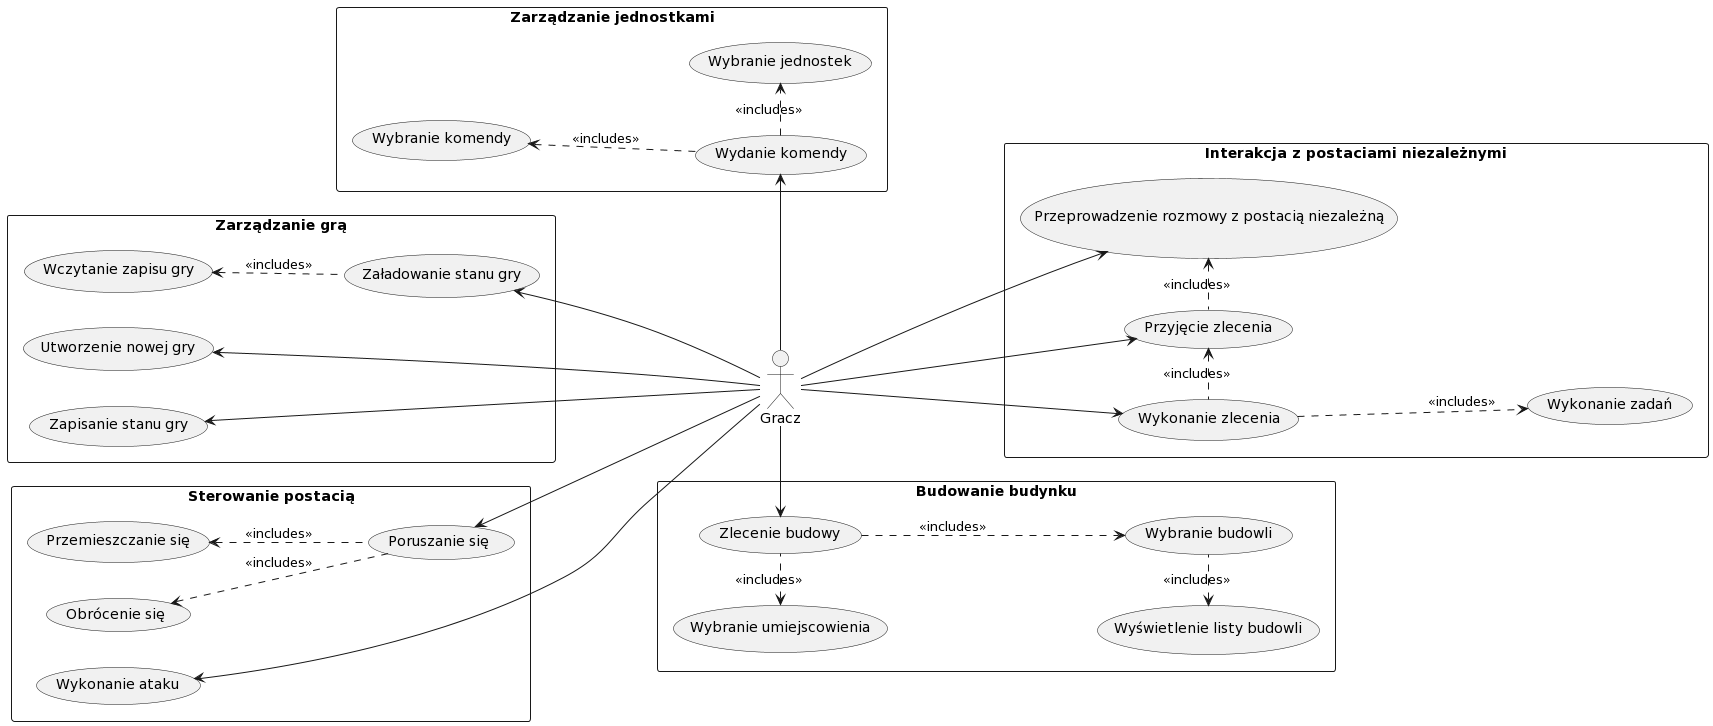 Zarządzanie jednostkami
Wybranie jednostek
«includes»
Wybranie komendy
«includes»
Wydanie komendy
Interakcja z postaciami niezależnymi
Przeprowadzenie rozmowy z postacią niezależną
«includes»
Przyjęcie zlecenia
«includes»
Wykonanie zlecenia
«includes»
Wykonanie zadań
Zarządzanie grą
Wczytanie zapisu gry
«includes»
Załadowanie stanu gry
Utworzenie nowej gry
Zapisanie stanu gry
Gracz
Sterowanie postacią
Przemieszczanie się
«includes»
Poruszanie się
«includes»
Obrócenie się
Wykonanie ataku
Budowanie budynku
Zlecenie budowy
«includes»
Wybranie budowli
«includes»
«includes»
Wybranie umiejscowienia
Wyświetlenie listy budowli